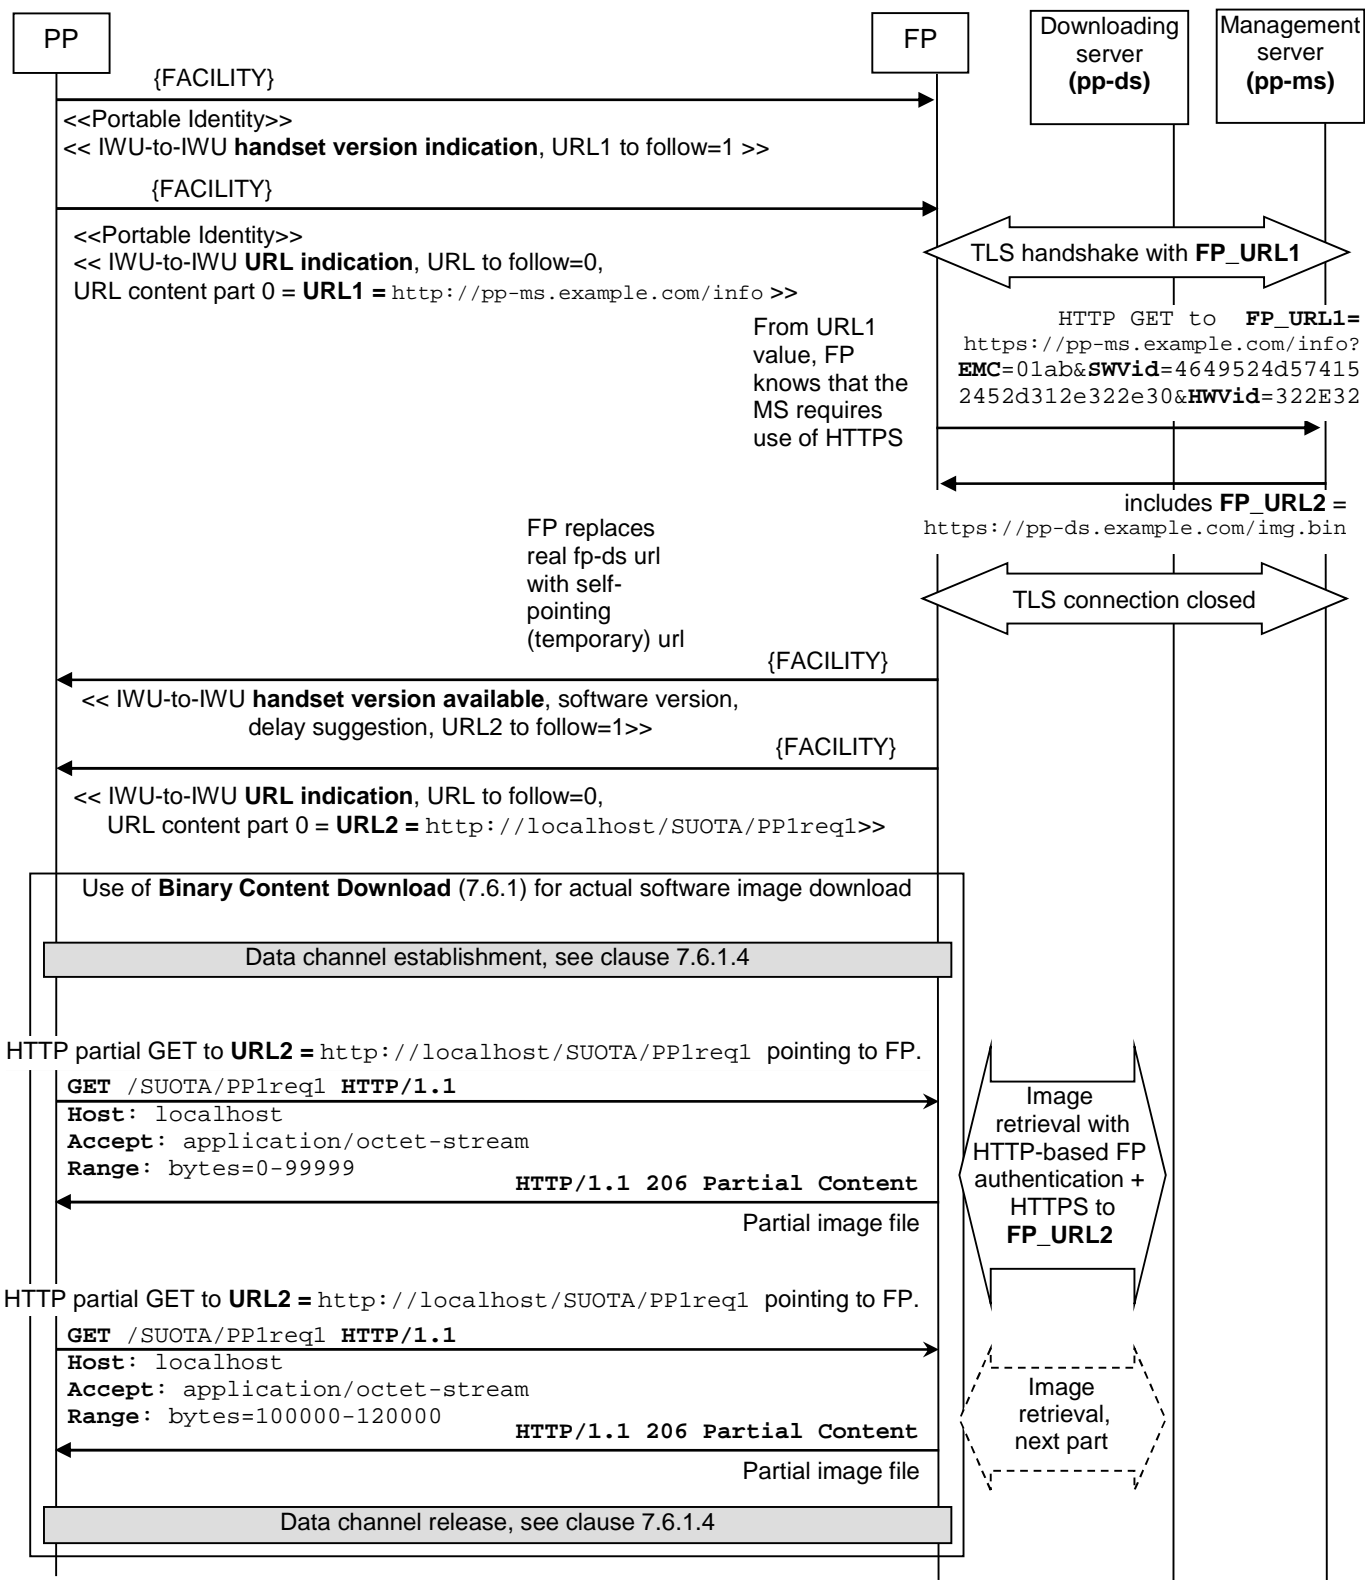 PP
FP
Downloading
server
(pp-ds)
Management
server
(pp-ms)
{FACILITY}
<<Portable Identity>>
<< IWU-to-IWU handset version indication, URL1 to follow=1 >>
{FACILITY}
<<Portable Identity>>
<< IWU-to-IWU URL indication, URL to follow=0,
URL content part 0 = URL1 = http://pp-ms.example.com/info >>
TLS handshake with FP_URL1
From URL1
value, FP
knows that the
MS requires
use of HTTPS
HTTP GET to FP_URL1=
https://pp-ms.example.com/info?
EMC=01ab&SWVid=4649524d57415
2452d312e322e30&HWVid=322E32
includes FP_URL2 =
https://pp-ds.example.com/img.bin
FP replaces
real fp-ds url
with self-
pointing
(temporary) url
TLS connection closed
{FACILITY}
<< IWU-to-IWU handset version available, software version,
delay suggestion, URL2 to follow=1>>
{FACILITY}
<< IWU-to-IWU URL indication, URL to follow=0,
URL content part 0 = URL2 = http://localhost/SUOTA/PP1req1>>
Use of Binary Content Download (7.6.1) for actual software image download
Data channel establishment, see clause 7.6.1.4
HTTP partial GET to URL2 = http://localhost/SUOTA/PP1req1 pointing to FP.
GET /SUOTA/PP1req1 HTTP/1.1
Host: localhost
Accept: application/octet-stream
Range: bytes=0-99999
HTTP/1.1 206 Partial Content
Partial image file
Image
retrieval with
HTTP-based FP
authentication +
HTTPS to
FP_URL2
HTTP partial GET to URL2 = http://localhost/SUOTA/PP1req1 pointing to FP.
GET /SUOTA/PP1req1 HTTP/1.1
Host: localhost
Accept: application/octet-stream
Range: bytes=100000-120000
HTTP/1.1 206 Partial Content
Partial image file
Image
retrieval,
next part
Data channel release, see clause 7.6.1.4